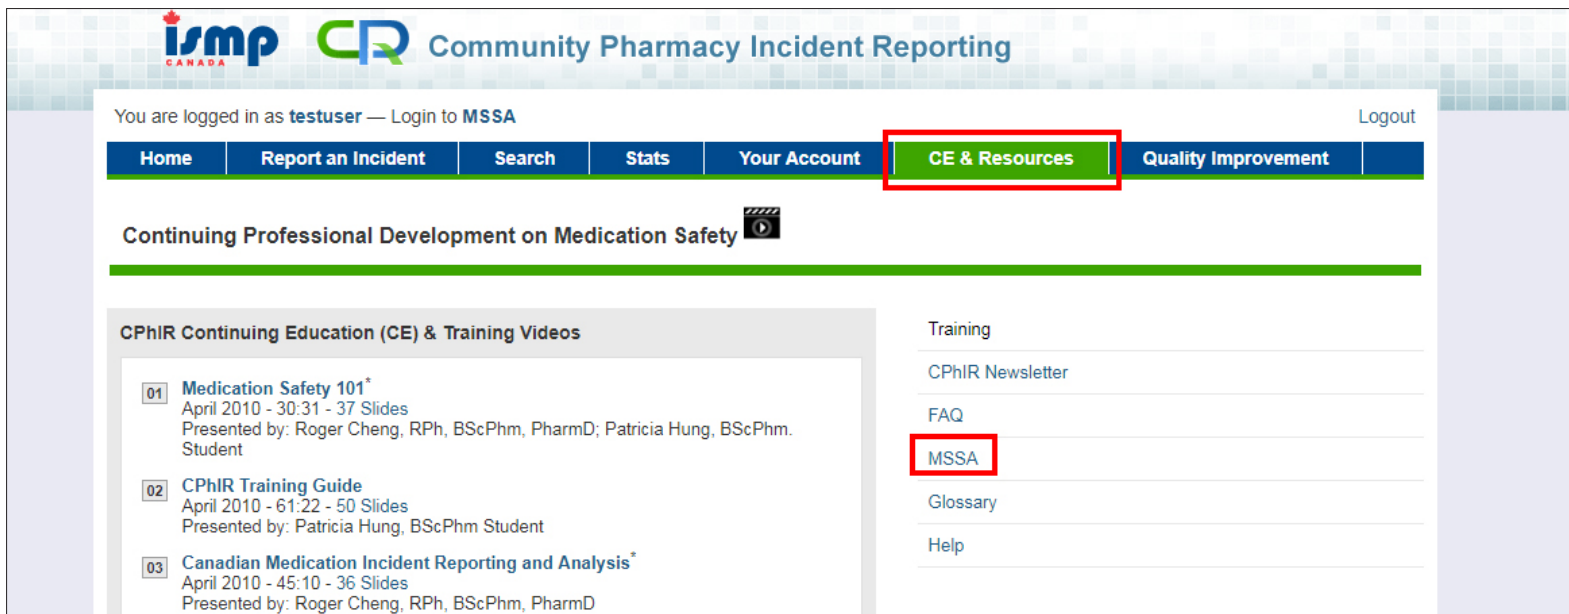 ismp
CANADA
CR Community Pharmacy Incident Reporting
You are logged in as testuser — Login to MSSA
Logout
Home Report an Incident Search Stats Your Account CE & Resources Quality Improvement
Continuing Professional Development on Medication Safety
CPhIR Continuing Education (CE) & Training Videos
01 Medication Safety 101*
April 2010 - 30:31 - 37 Slides
Presented by: Roger Cheng, RPh, BScPhm, PharmD; Patricia Hung, BScPhm.
Student
02 CPhIR Training Guide
April 2010 - 61:22 - 50 Slides
Presented by: Patricia Hung, BScPhm Student
03 Canadian Medication Incident Reporting and Analysis*
April 2010 - 45:10 - 36 Slides
Presented by: Roger Cheng, RPh, BScPhm, PharmD
Training
CPhIR Newsletter
FAQ
MSSA
Glossary
Help